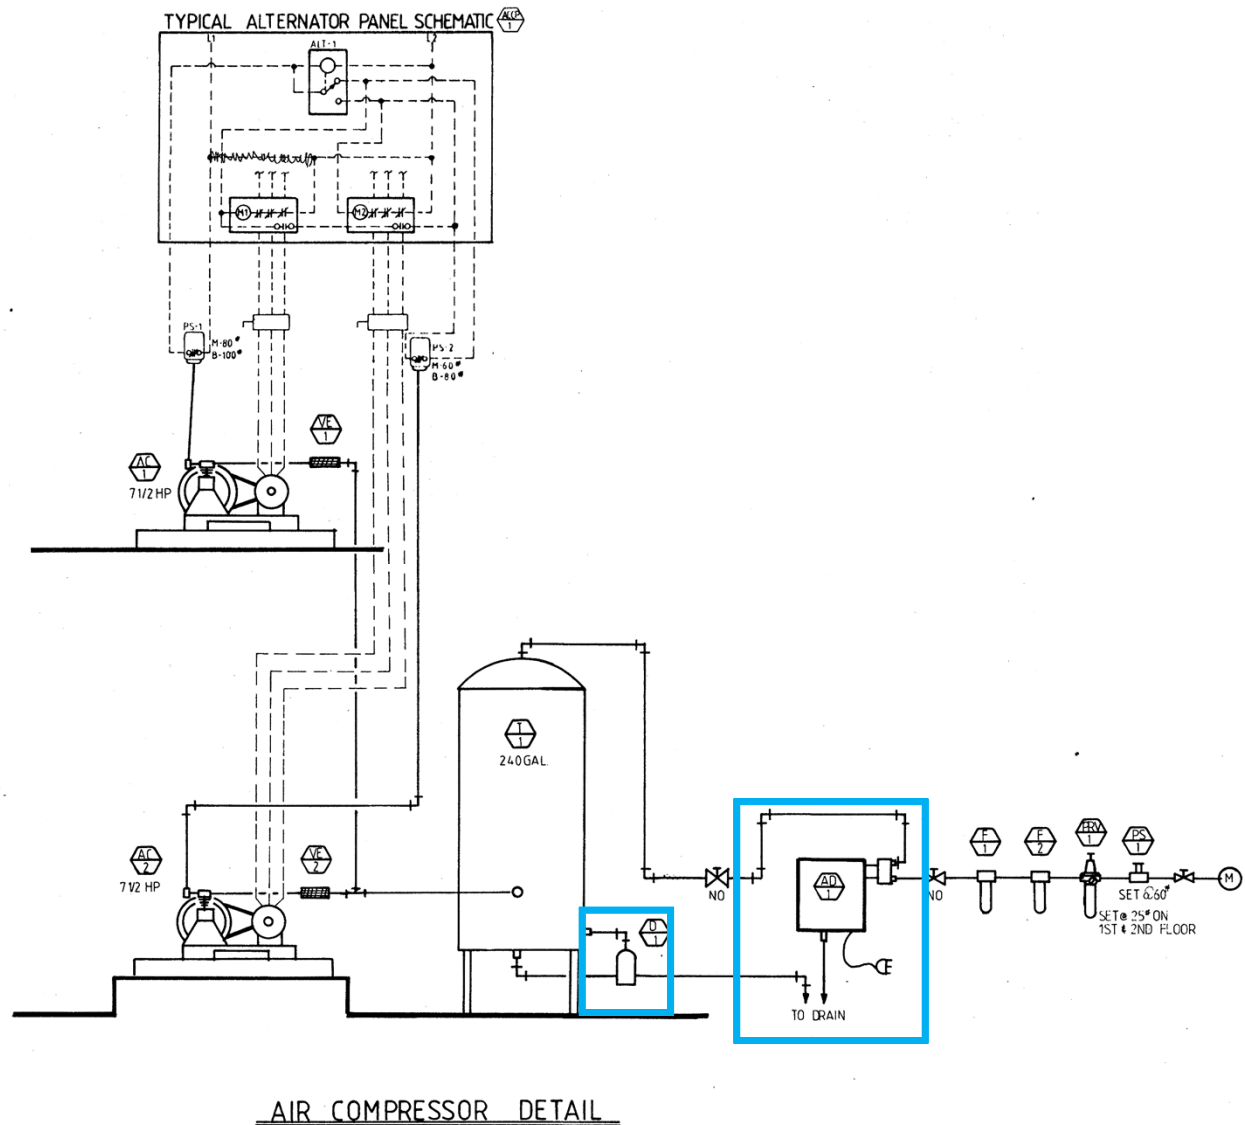 TYPICAL ALTERNATOR PANEL SCHEMATIC
ACCP
1
L1
L2
ALT-1
M1
M2
PS-1
M-80#
B-100#
PS-2
M-60#
B-80#
VE
1
AC
1
7 1/2 HP
T
1
240 GAL.
AC
2
7 1/2 HP
VE
2
NO
AD
1
NO
F
1
F
2
PRV
1
PS
1
M
SET @ 60#
SET @ 25# ON
1ST & 2ND FLOOR
D
1
TO DRAIN
AIR COMPRESSOR DETAIL